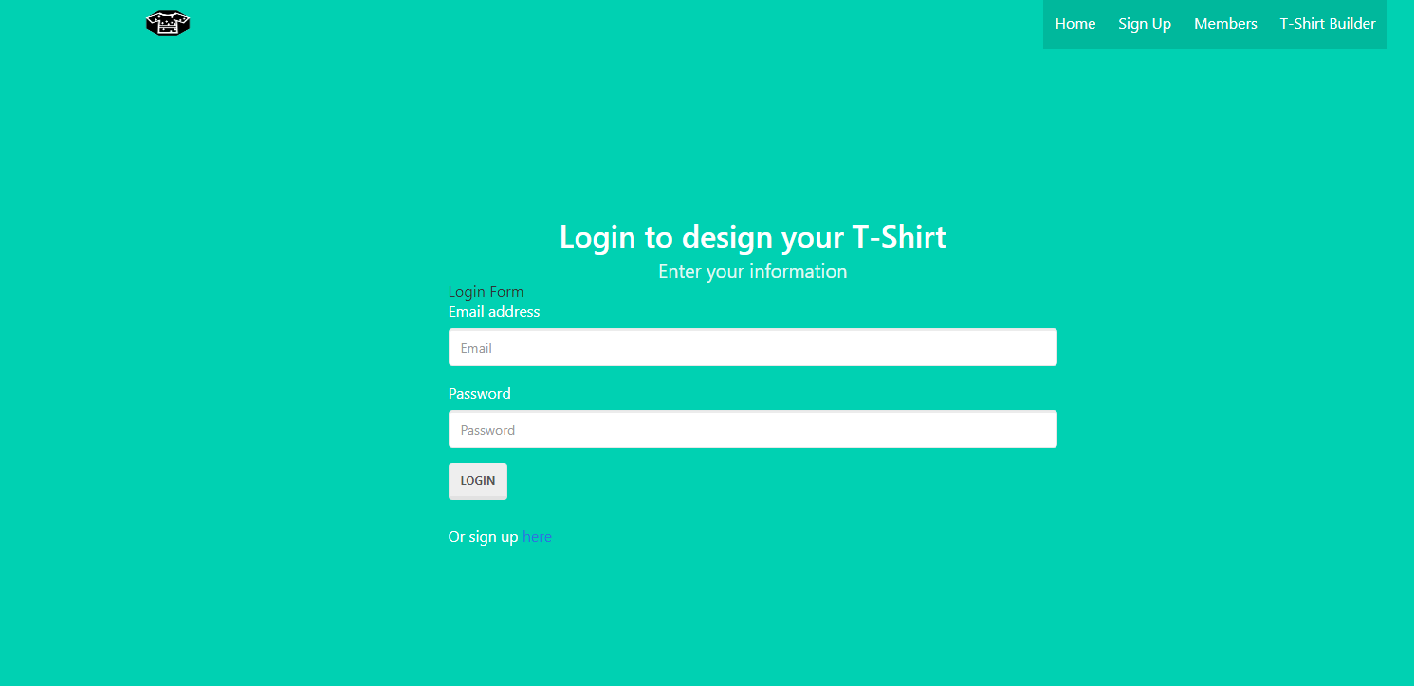 Home Sign Up Members T-Shirt Builder
Login to design your T-Shirt
Enter your information
Login Form
Email address
Email
Password
Password
LOGIN
Or sign up here